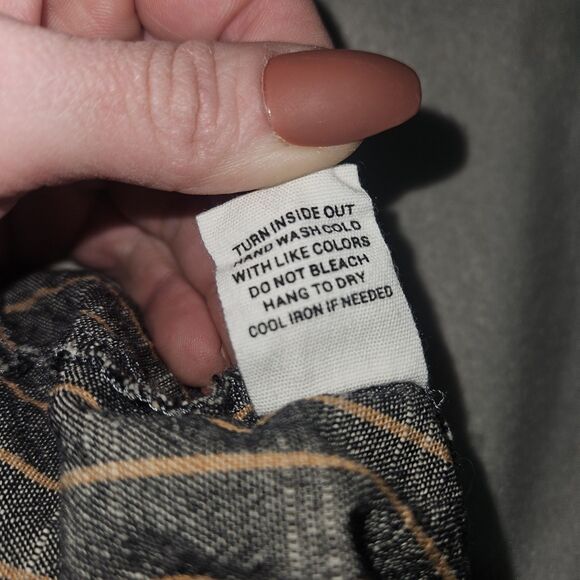 TURN INSIDE OUT
HAND WASH COLD
WITH LIKE COLORS
DO NOT BLEACH
HANG TO DRY
COOL IRON IF NEEDED